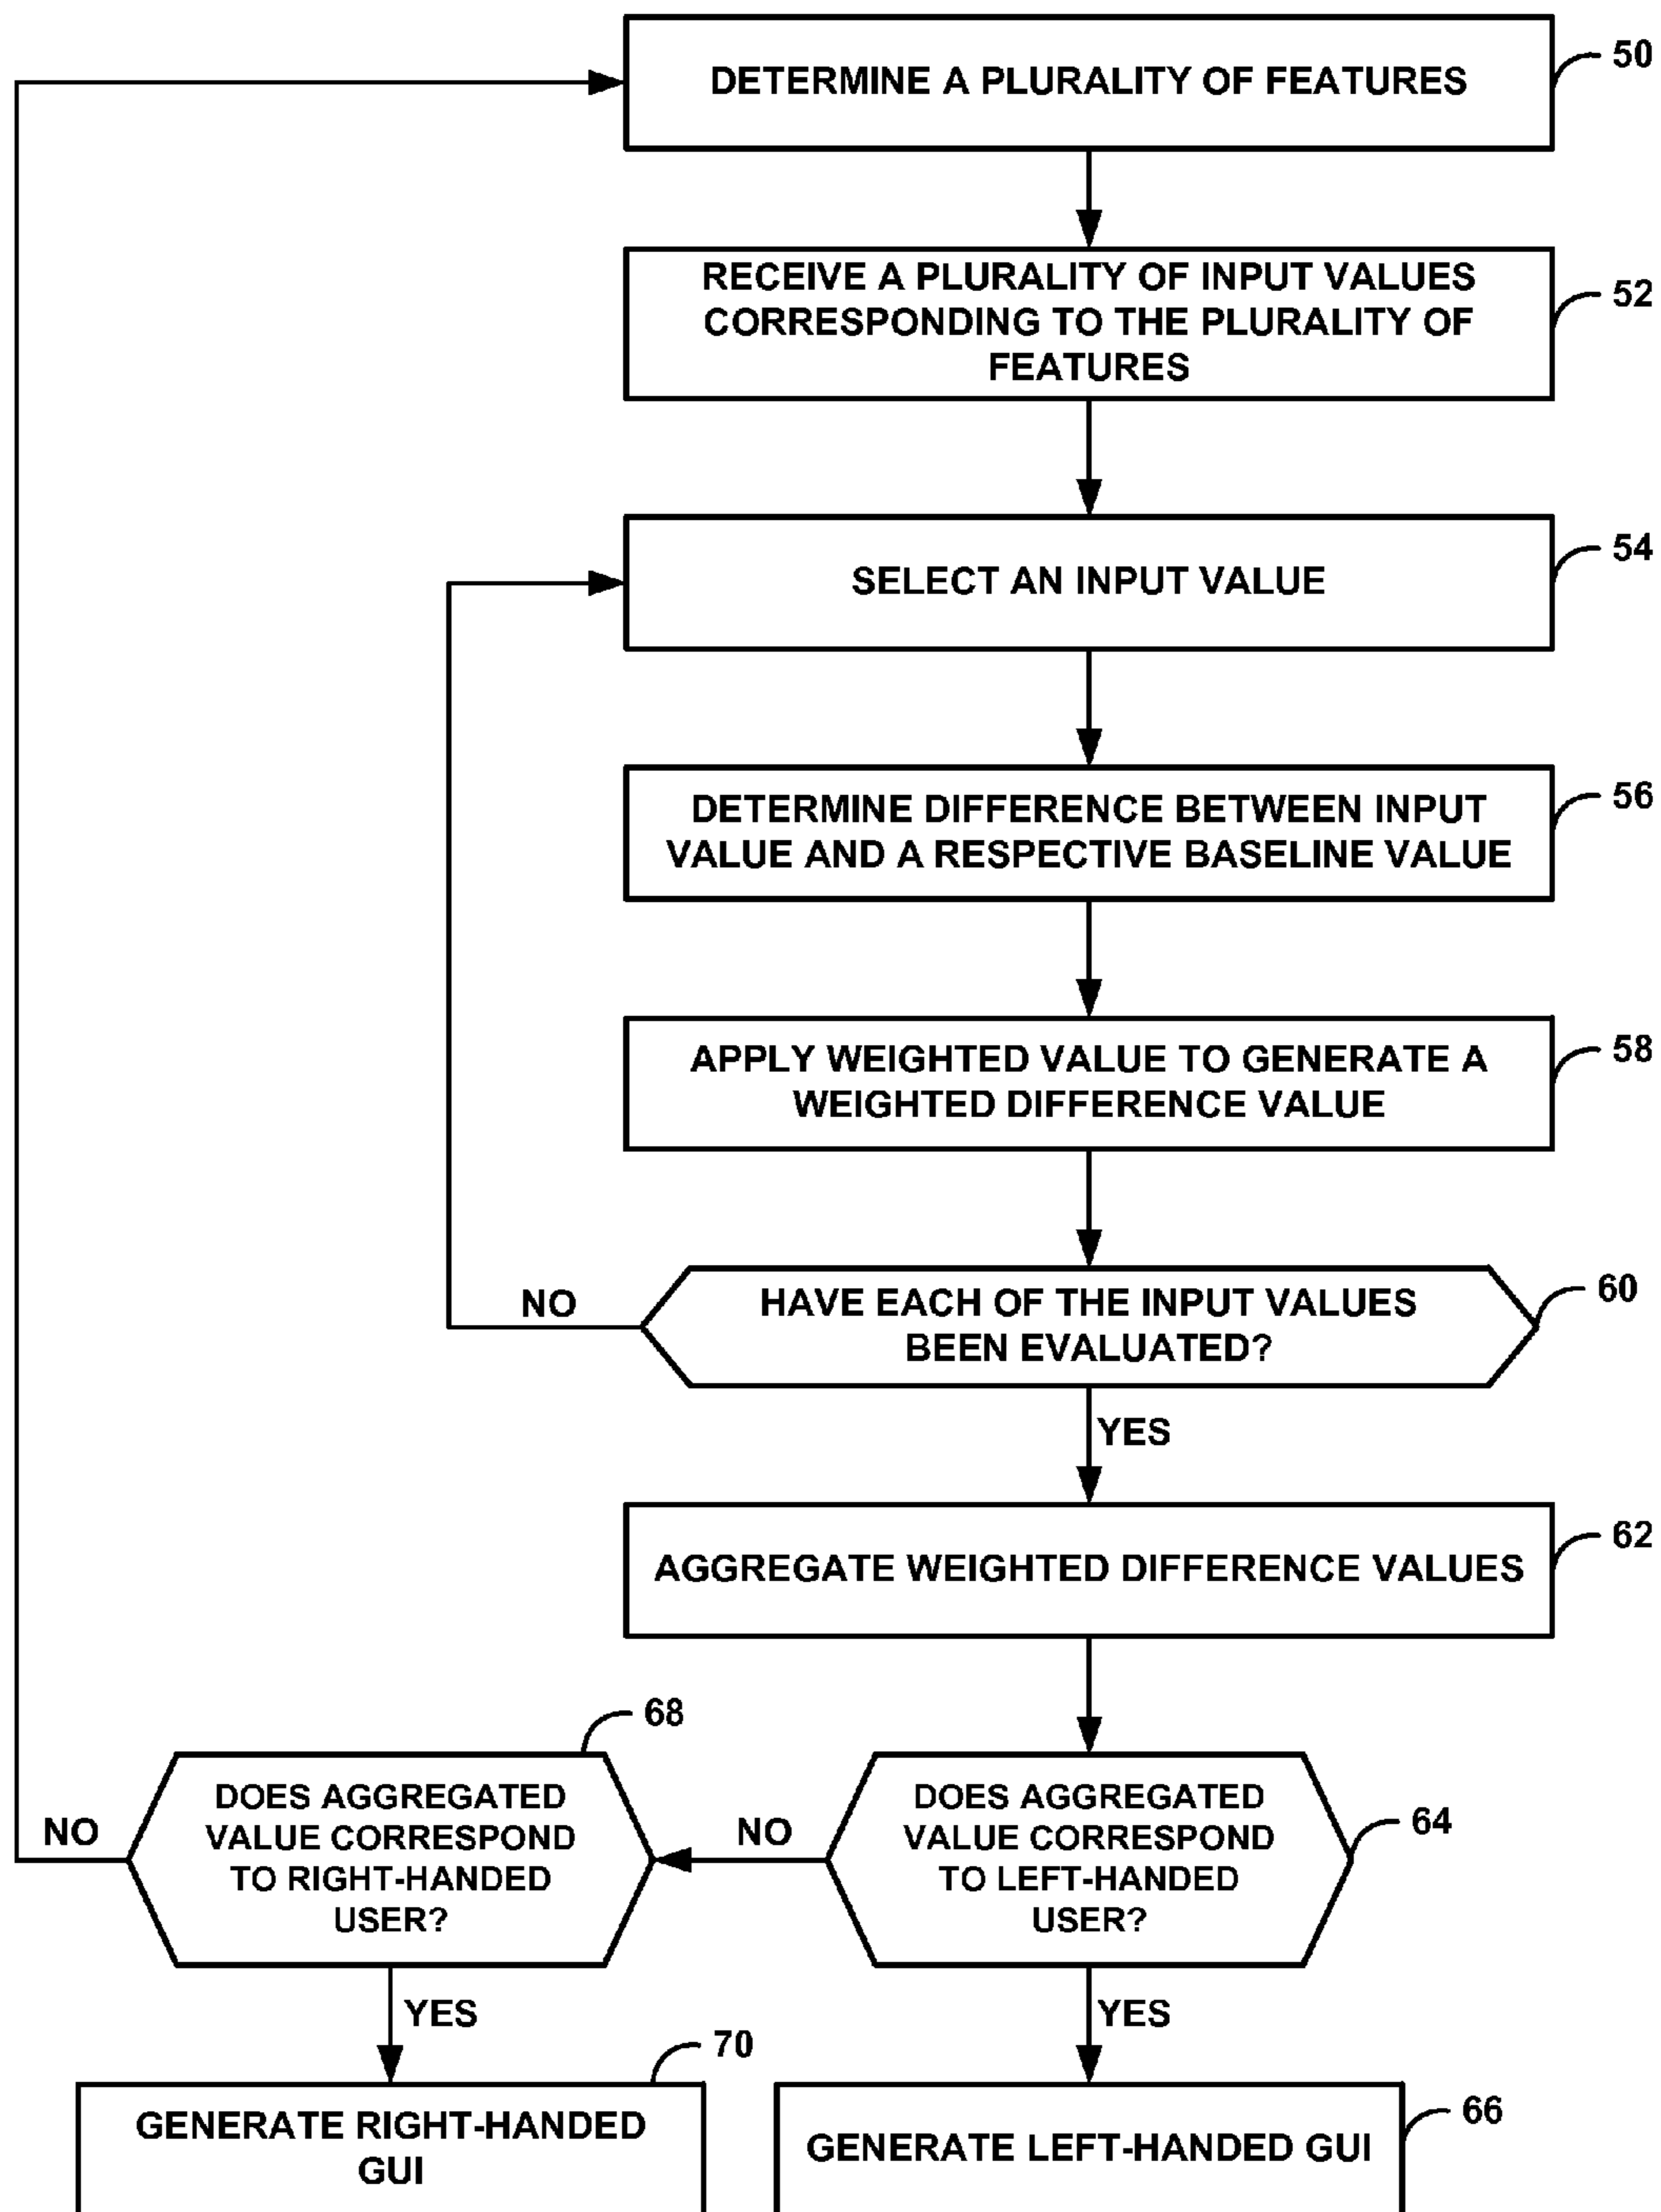 DETERMINE A PLURALITY OF FEATURES
50
RECEIVE A PLURALITY OF INPUT VALUES
CORRESPONDING TO THE PLURALITY OF
FEATURES
52
SELECT AN INPUT VALUE
54
DETERMINE DIFFERENCE BETWEEN INPUT
VALUE AND A RESPECTIVE BASELINE VALUE
56
APPLY WEIGHTED VALUE TO GENERATE A
WEIGHTED DIFFERENCE VALUE
58
HAVE EACH OF THE INPUT VALUES
BEEN EVALUATED?
60
NO
YES
AGGREGATE WEIGHTED DIFFERENCE VALUES
62
DOES AGGREGATED
VALUE CORRESPOND
TO LEFT-HANDED
USER?
64
NO
YES
DOES AGGREGATED
VALUE CORRESPOND
TO RIGHT-HANDED
USER?
68
NO
YES
GENERATE RIGHT-HANDED
GUI
70
GENERATE LEFT-HANDED GUI
66